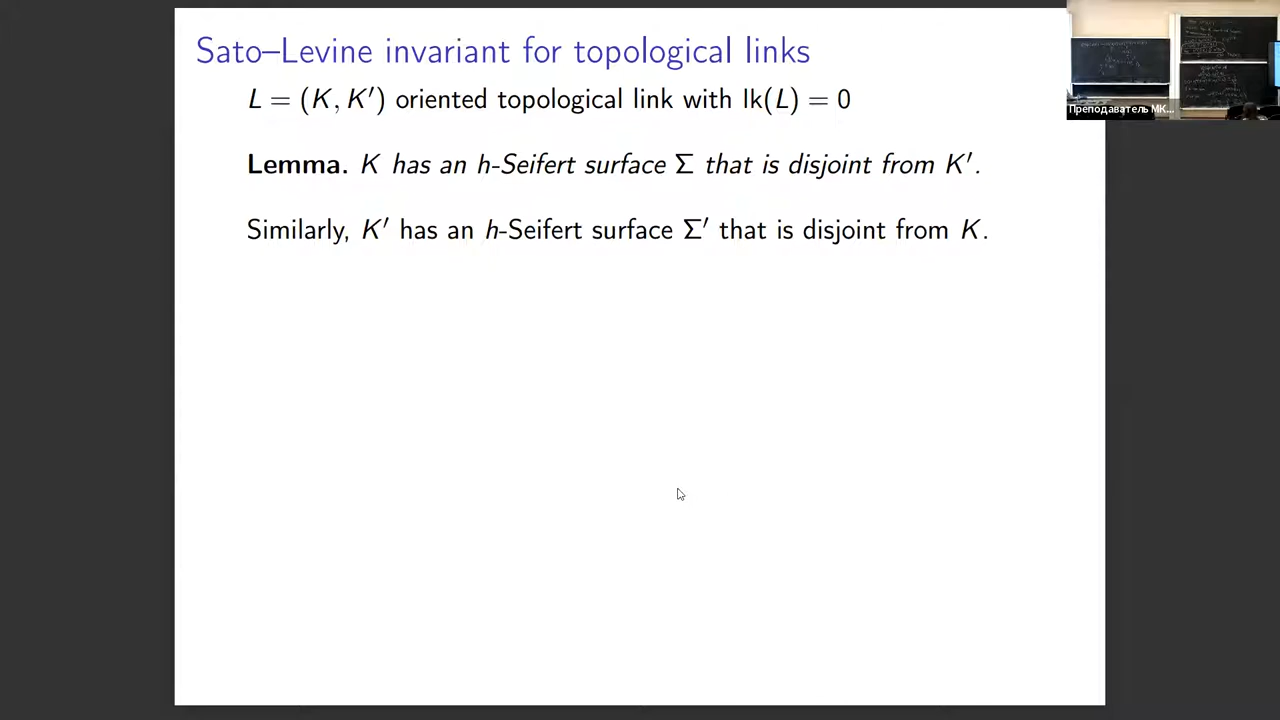 Sato–Levine invariant for topological links
L = (K, K′) oriented topological link with lk(L) = 0
Lemma. K has an h-Seifert surface Σ that is disjoint from K′.
Similarly, K′ has an h-Seifert surface Σ′ that is disjoint from K.
Преподаватель МК...